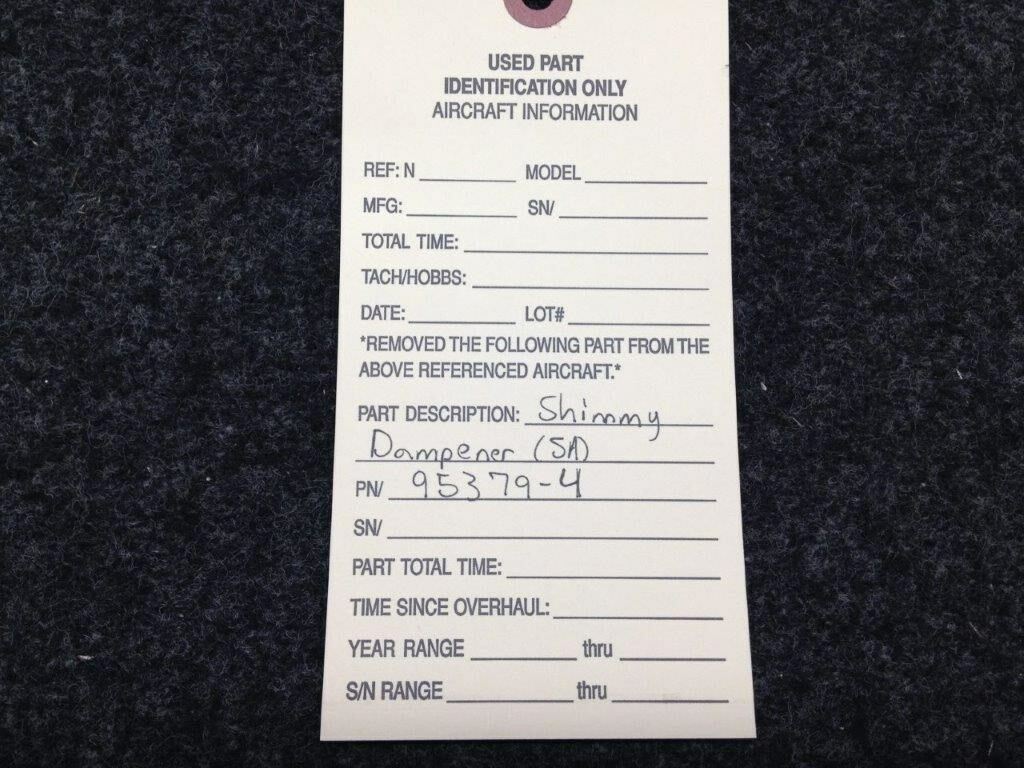 USED PART
IDENTIFICATION ONLY
AIRCRAFT INFORMATION
REF: N MODEL
MFG: SN/
TOTAL TIME:
TACH/HOBBS:
DATE: LOT#
*REMOVED THE FOLLOWING PART FROM THE
ABOVE REFERENCED AIRCRAFT.*
PART DESCRIPTION: Shimmy
Dampener (SA)
PN/ 95379-4
SN/
PART TOTAL TIME:
TIME SINCE OVERHAUL:
YEAR RANGE thru
S/N RANGE thru